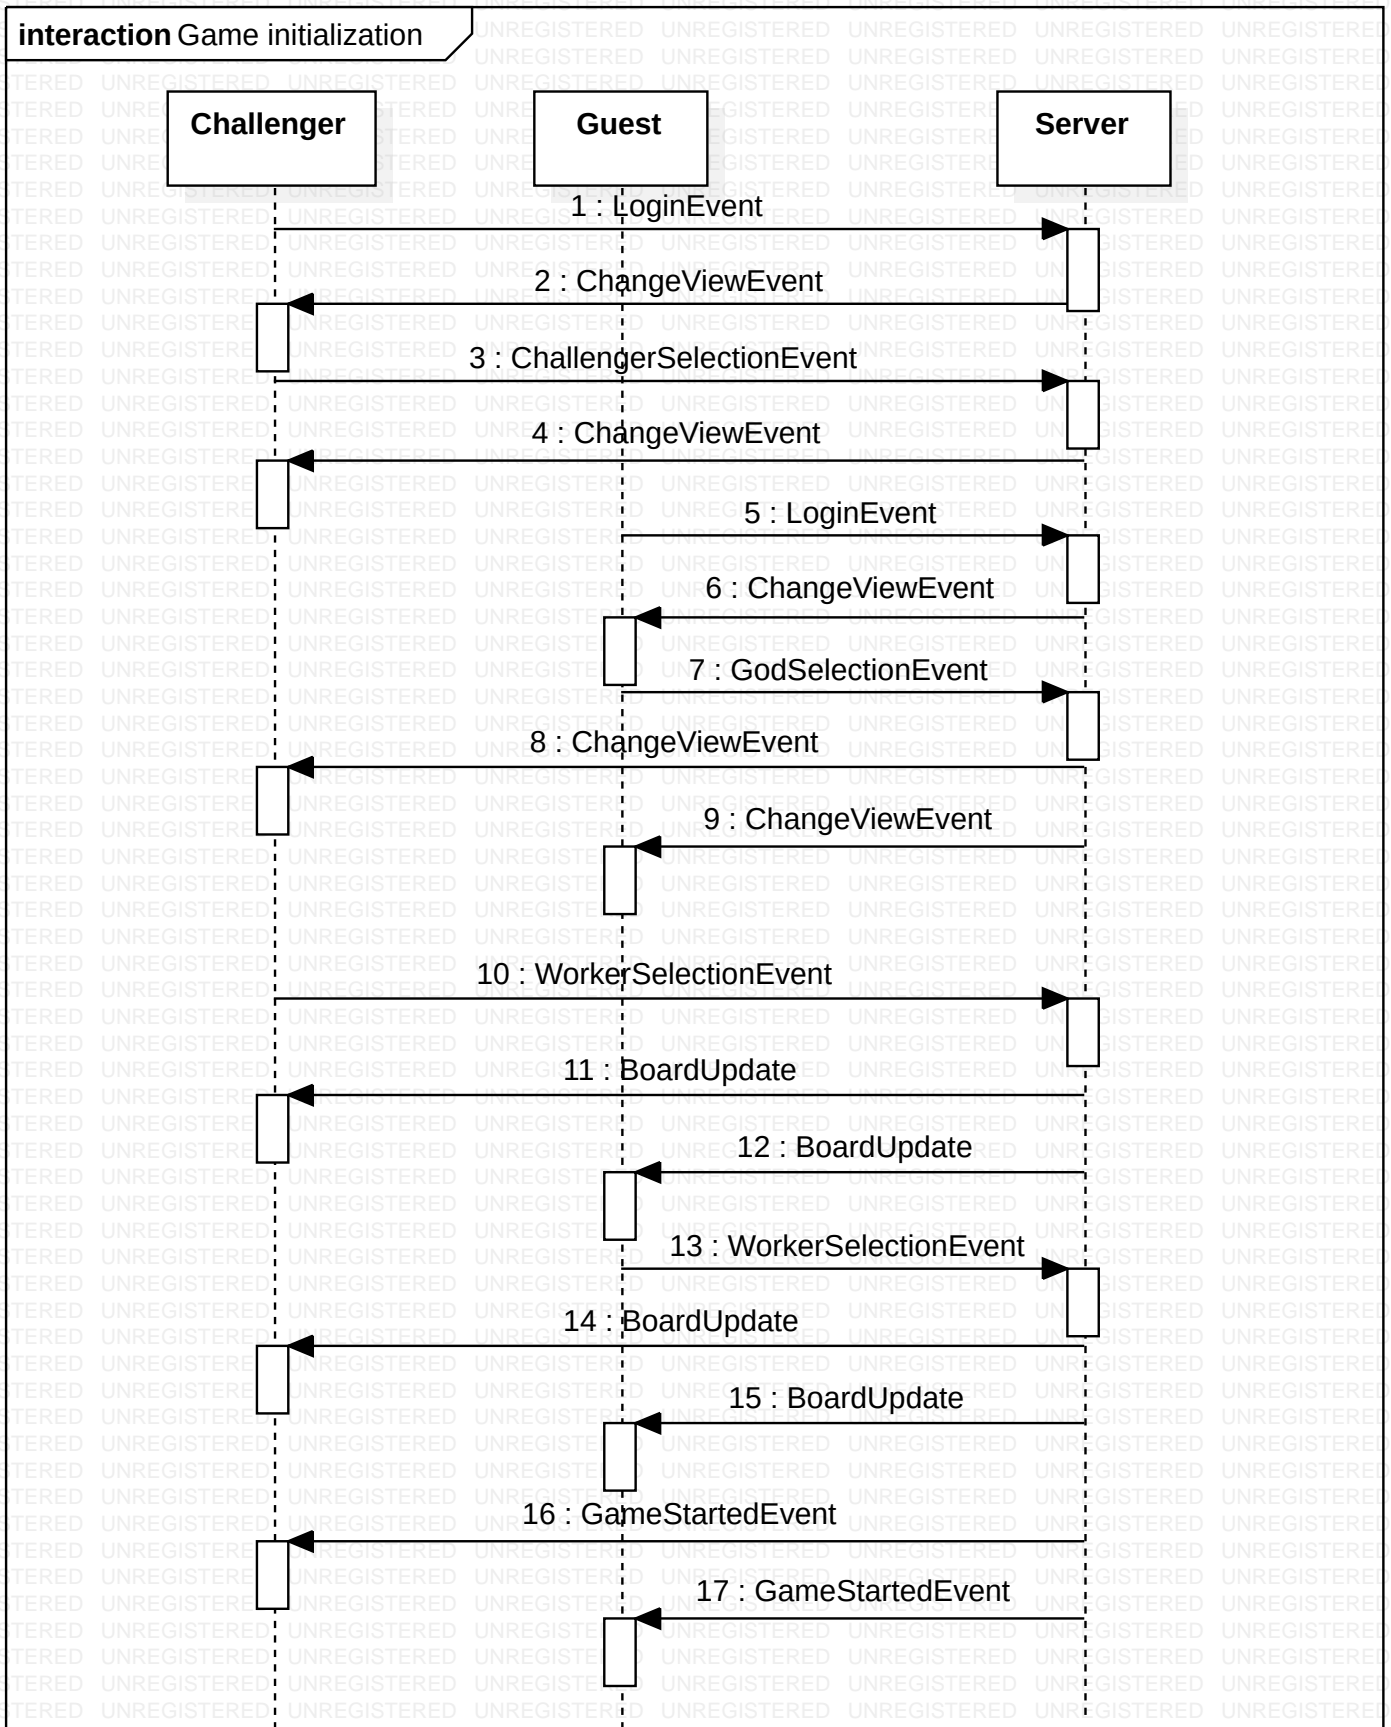 interaction Game initialization
Challenger
Guest
Server
1 : LoginEvent
2 : ChangeViewEvent
3 : ChallengerSelectionEvent
4 : ChangeViewEvent
5 : LoginEvent
6 : ChangeViewEvent
7 : GodSelectionEvent
8 : ChangeViewEvent
9 : ChangeViewEvent
10 : WorkerSelectionEvent
11 : BoardUpdate
12 : BoardUpdate
13 : WorkerSelectionEvent
14 : BoardUpdate
15 : BoardUpdate
16 : GameStartedEvent
17 : GameStartedEvent
UNREGISTERED